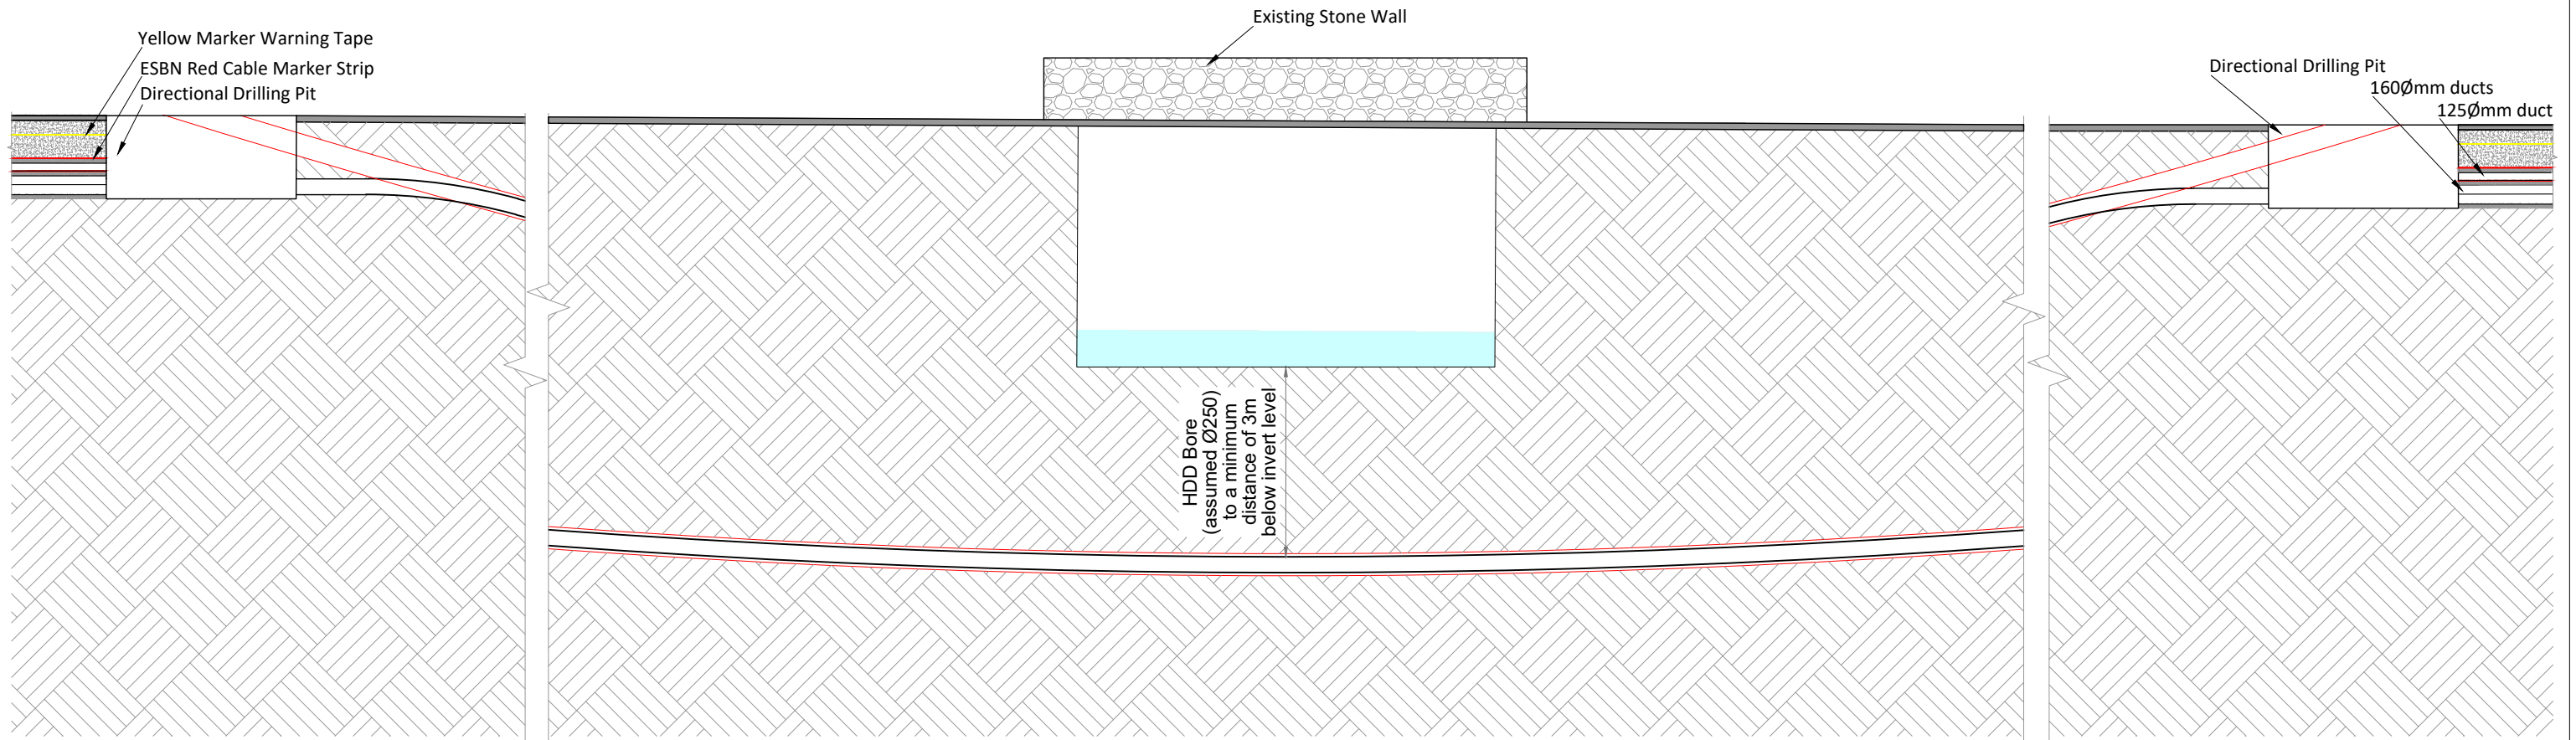 Existing Stone Wall
Yellow Marker Warning Tape
ESBN Red Cable Marker Strip
Directional Drilling Pit
Directional Drilling Pit
160Ømm ducts
125Ømm duct
HDD Bore
(assumed Ø250)
to a minimum
distance of 3m
below invert level